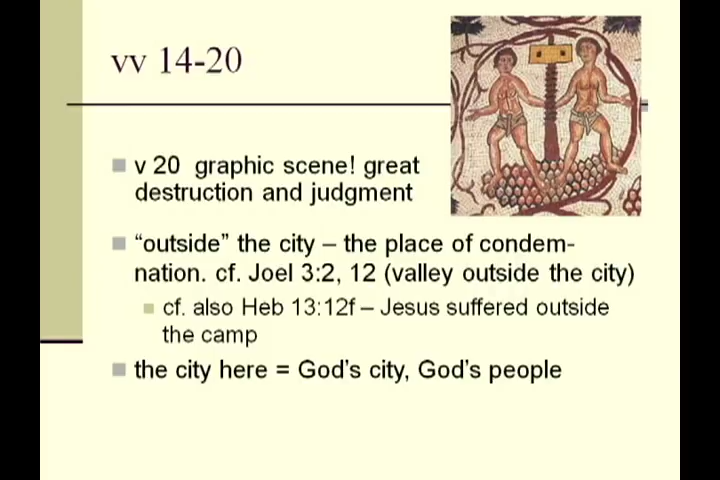 vv 14-20
v 20  graphic scene! great
destruction and judgment
“outside” the city – the place of condem-
nation. cf. Joel 3:2, 12 (valley outside the city)
cf. also Heb 13:12f – Jesus suffered outside
the camp
the city here = God’s city, God’s people